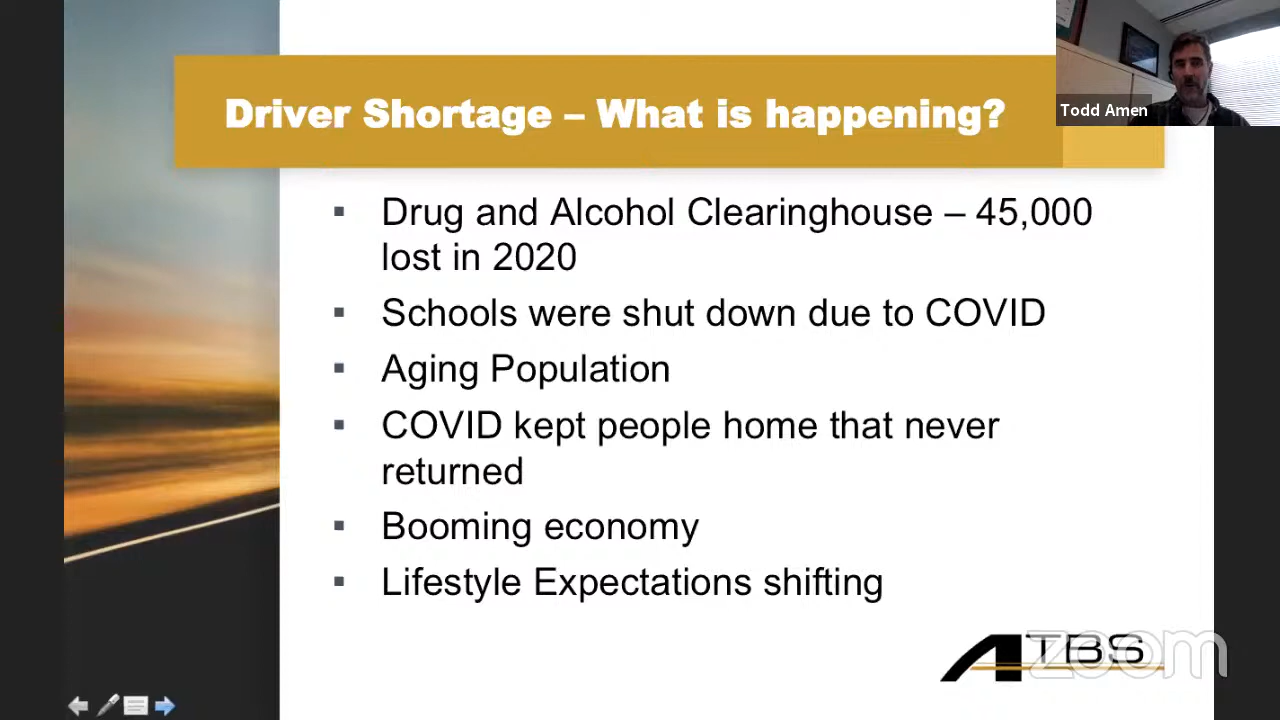 Driver Shortage – What is happening?
Todd Amen
▪ Drug and Alcohol Clearinghouse – 45,000
lost in 2020
▪ Schools were shut down due to COVID
▪ Aging Population
▪ COVID kept people home that never
returned
▪ Booming economy
▪ Lifestyle Expectations shifting
ATBS
zoom